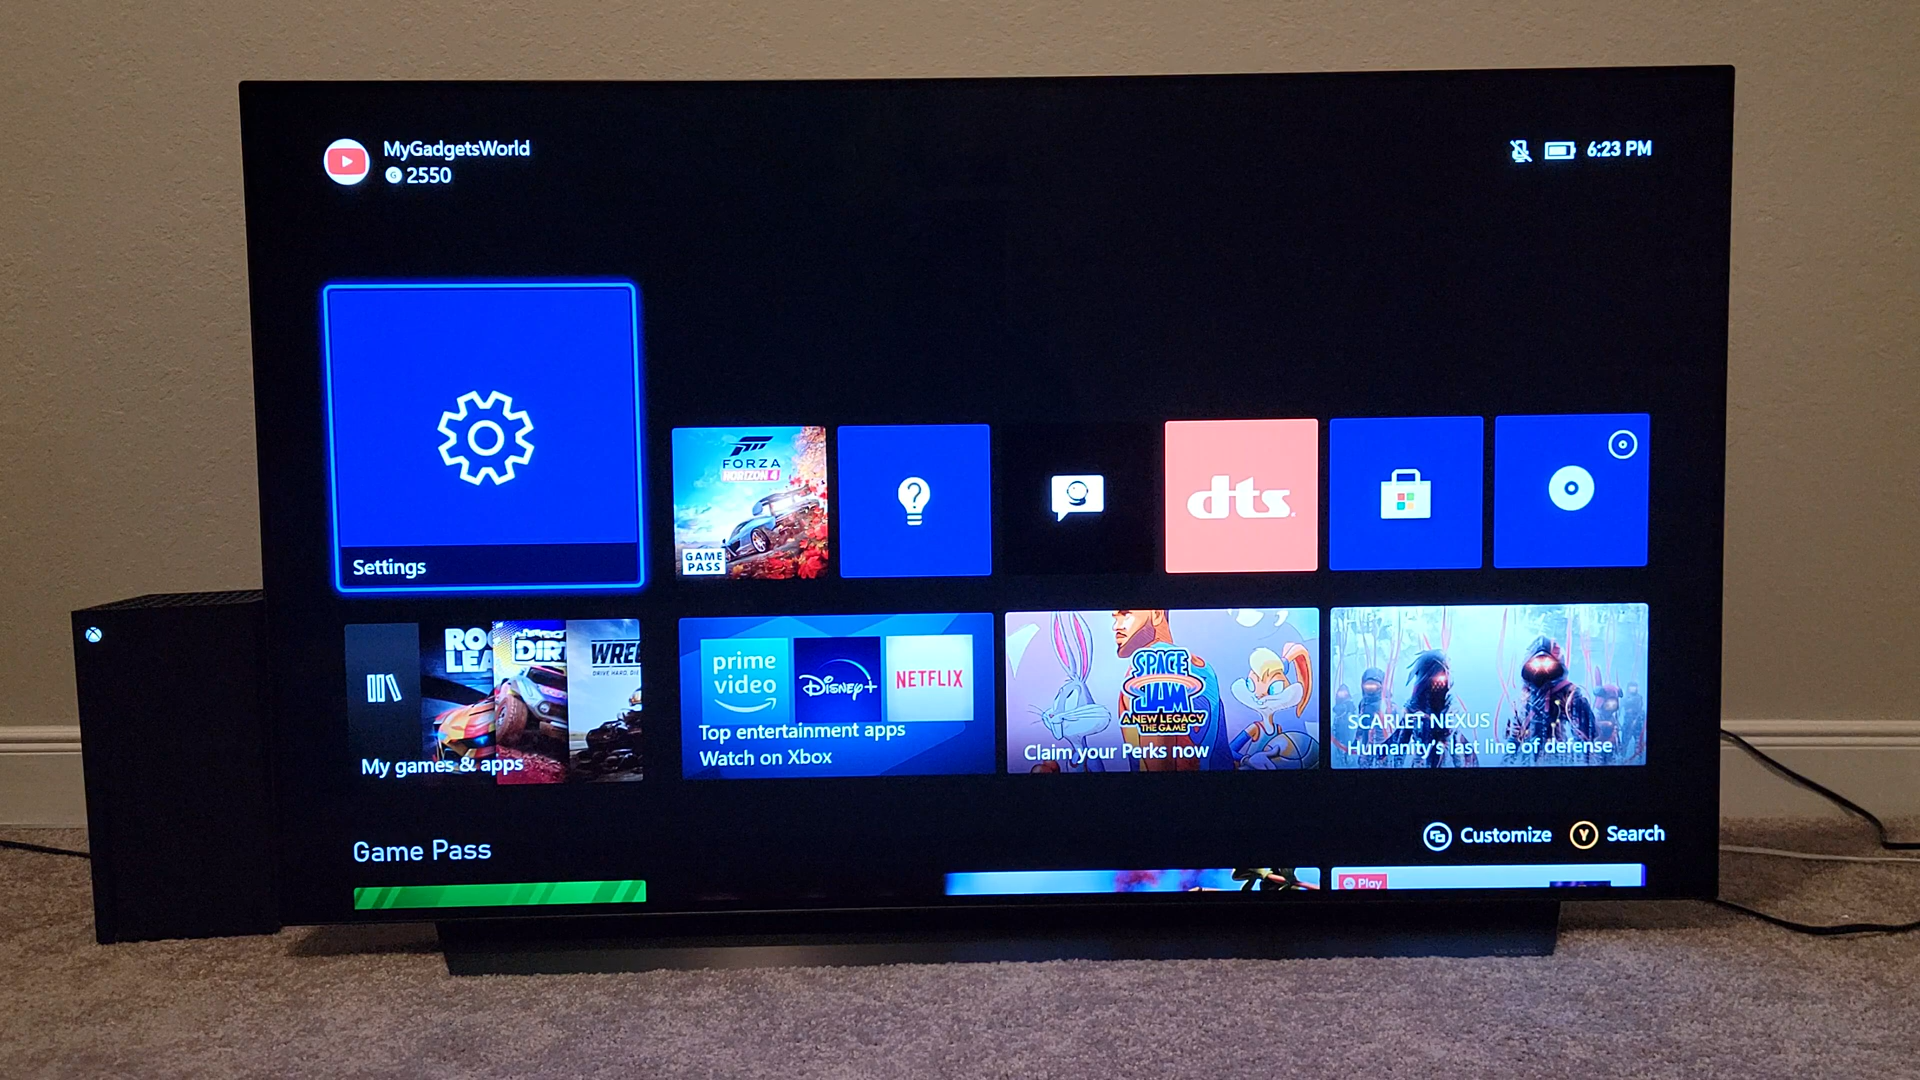 MyGadgetsWorld
G 2550
6:23 PM
Settings
FORZA
HORIZON 4
GAME
PASS
dts
My games & apps
prime
video
Disney+
NETFLIX
Top entertainment apps
Watch on Xbox
SPACE
JAM
A NEW LEGACY
THE GAME
Claim your Perks now
SCARLET NEXUS
Humanity's last line of defense
Customize
Y Search
Game Pass
EA Play